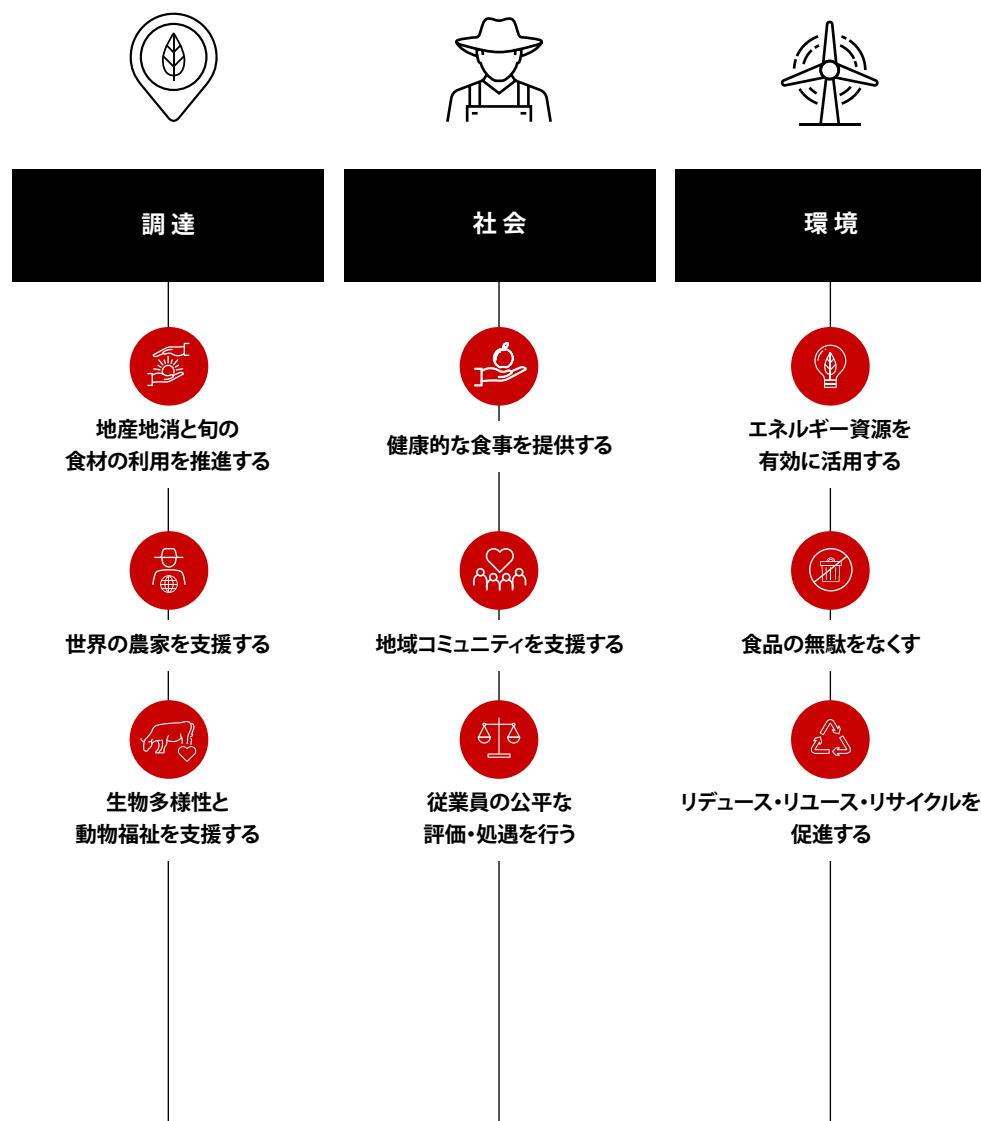 調達
地産地消と旬の
食材の利用を推進する
世界の農家を支援する
生物多様性と
動物福祉を支援する
社会
健康的な食事を提供する
地域コミュニティを支援する
従業員の公平な
評価・処遇を行う
環境
エネルギー資源を
有効に活用する
食品の無駄をなくす
リデュース・リユース・リサイクルを
促進する